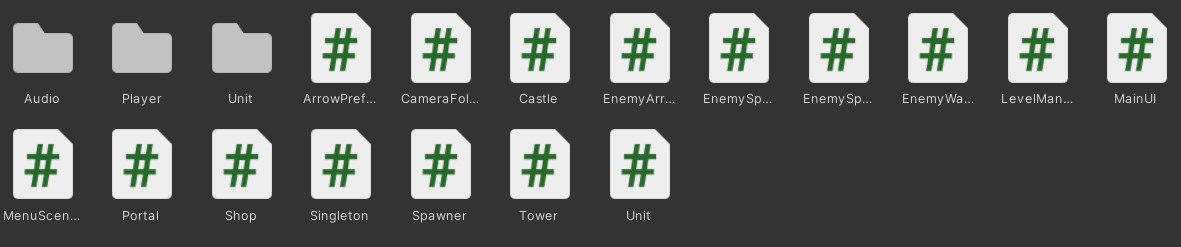 Audio Player Unit ArrowPref... CameraFol... Castle EnemyArr... EnemySp... EnemySp... EnemyWa... LevelMan... MainUI
MenuScen... Portal Shop Singleton Spawner Tower Unit